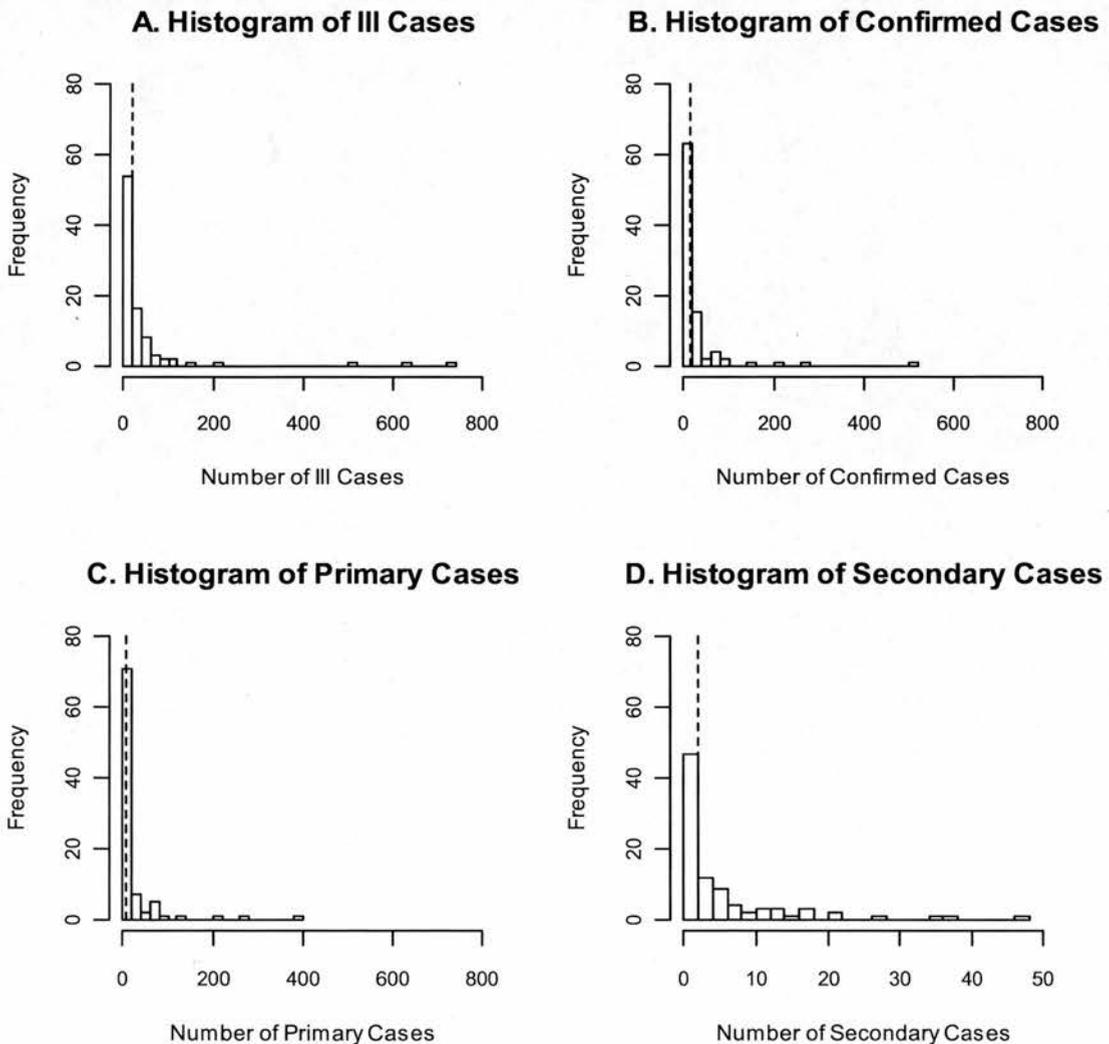 A. Histogram of Ill Cases
80
60
40
20
0
Frequency
0 200 400 600 800
Number of Ill Cases
B. Histogram of Confirmed Cases
80
60
40
20
0
Frequency
0 200 400 600 800
Number of Confirmed Cases
C. Histogram of Primary Cases
80
60
40
20
0
Frequency
0 200 400 600 800
Number of Primary Cases
D. Histogram of Secondary Cases
80
60
40
20
0
Frequency
0 10 20 30 40 50
Number of Secondary Cases